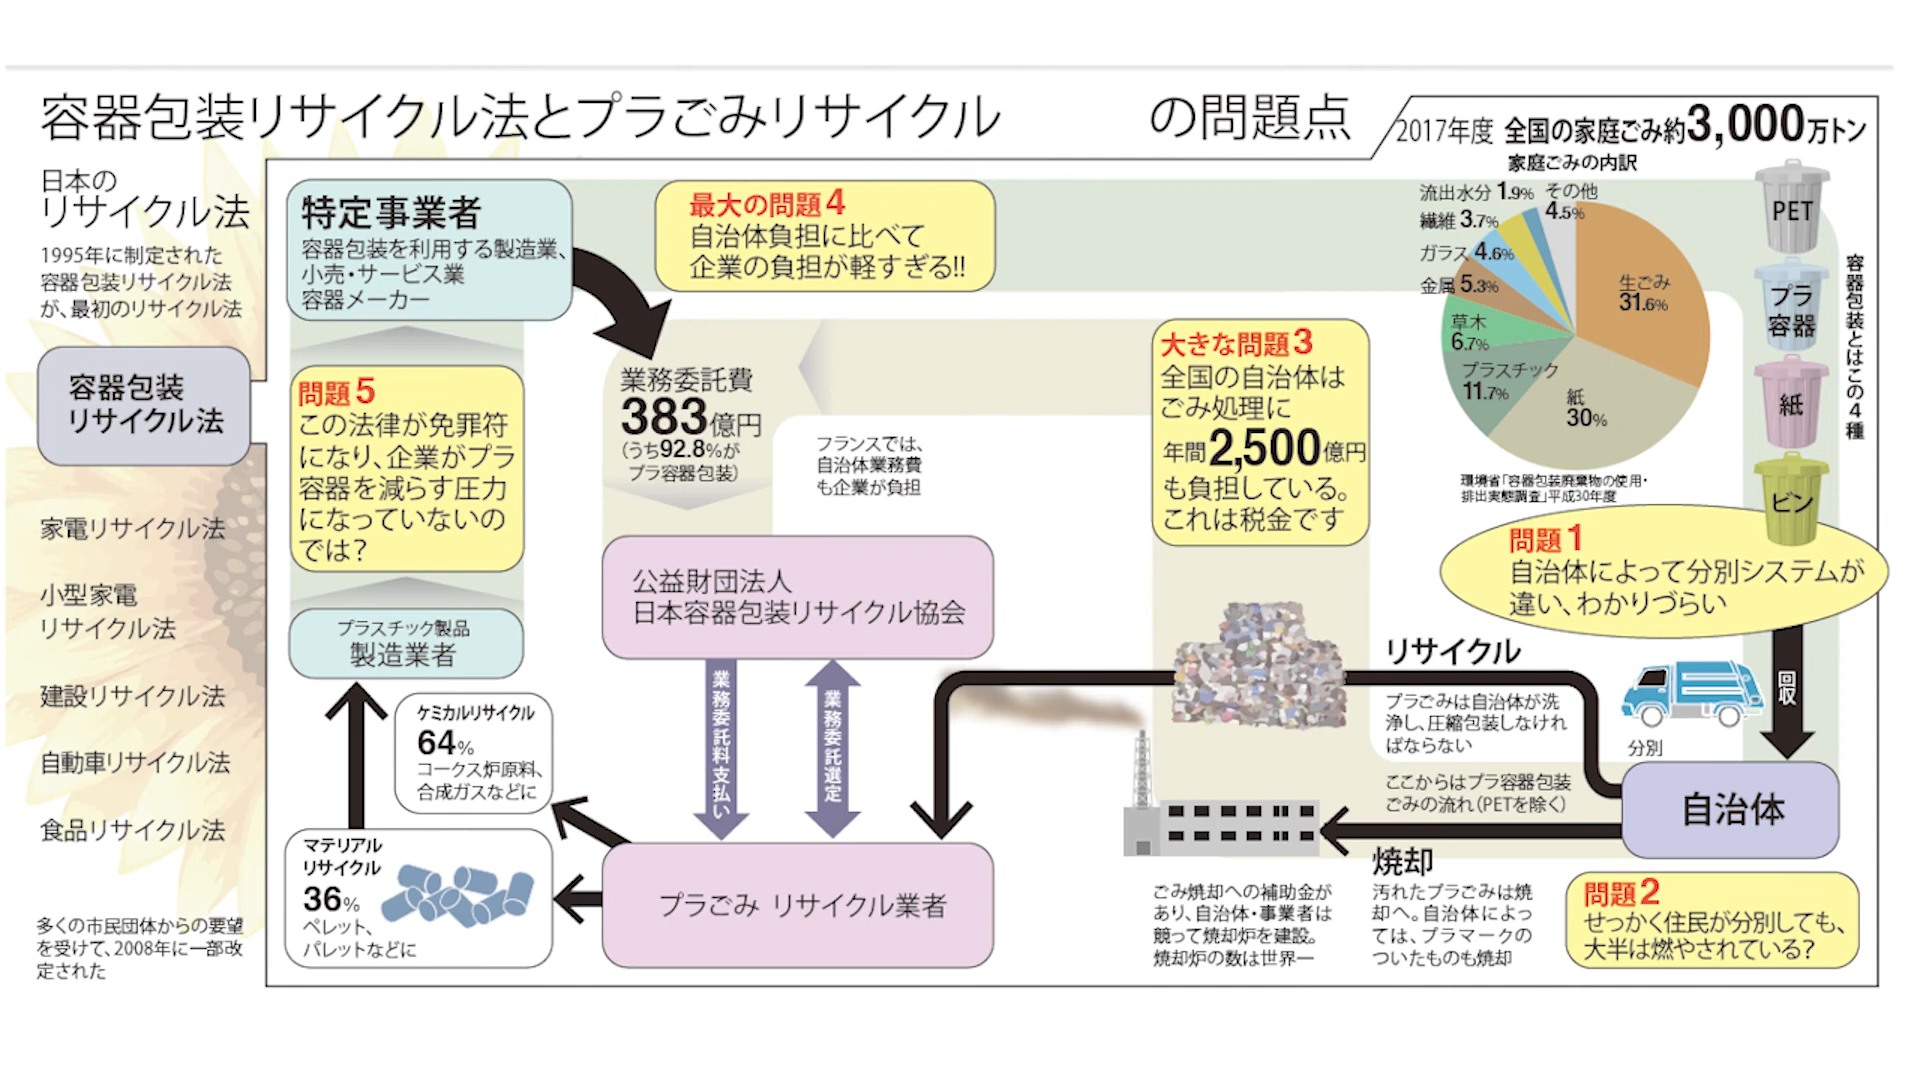 容器包装リサイクル法とプラごみリサイクル の問題点
日本の
リサイクル法
1995年に制定された
容器包装リサイクル法
が、最初のリサイクル法
容器包装
リサイクル法
家電リサイクル法
小型家電
リサイクル法
建設リサイクル法
自動車リサイクル法
食品リサイクル法
多くの市民団体からの要望
を受けて、2008年に一部改
定された
特定事業者
容器包装を利用する製造業、
小売・サービス業
容器メーカー
最大の問題4
自治体負担に比べて
企業の負担が軽すぎる!!
問題5
この法律が免罪符
になり、企業がプラ
容器を減らす圧力
になっていないの
では？
業務委託費
383億円
（うち92.8%が
プラ容器包装）
フランスでは、
自治体業務費
も企業が負担
大きな問題3
全国の自治体は
ごみ処理に
年間2,500億円
も負担している。
これは税金です
2017年度 全国の家庭ごみ約3,000万トン
家庭ごみの内訳
流出水分 1.9%
その他
4.5%
繊維 3.7%
ガラス 4.6%
金属 5.3%
草木
6.7%
プラスチック
11.7%
紙
30%
生ごみ
31.6%
環境省「容器包装廃棄物の使用・
排出実態調査」平成30年度
PET
プラ
容器
紙
ビン
容器包装とはこの4種
問題1
自治体によって分別システムが
違い、わかりづらい
公益財団法人
日本容器包装リサイクル協会
プラスチック製品
製造業者
業務委託料支払い
業務委託選定
ケミカルリサイクル
64%
コークス炉原料、
合成ガスなどに
マテリアル
リサイクル
36%
ペレット、
パレットなどに
プラごみ リサイクル業者
リサイクル
プラごみは自治体が洗
浄し、圧縮包装しなけれ
ばならない
ここからはプラ容器包装
ごみの流れ（PETを除く）
分別
回収
自治体
焼却
汚れたプラごみは焼
却へ。自治体によっ
ては、プラマークの
ついたものも焼却
ごみ焼却への補助金が
あり、自治体・事業者は
競って焼却炉を建設。
焼却炉の数は世界一
問題2
せっかく住民が分別しても、
大半は燃やされている？